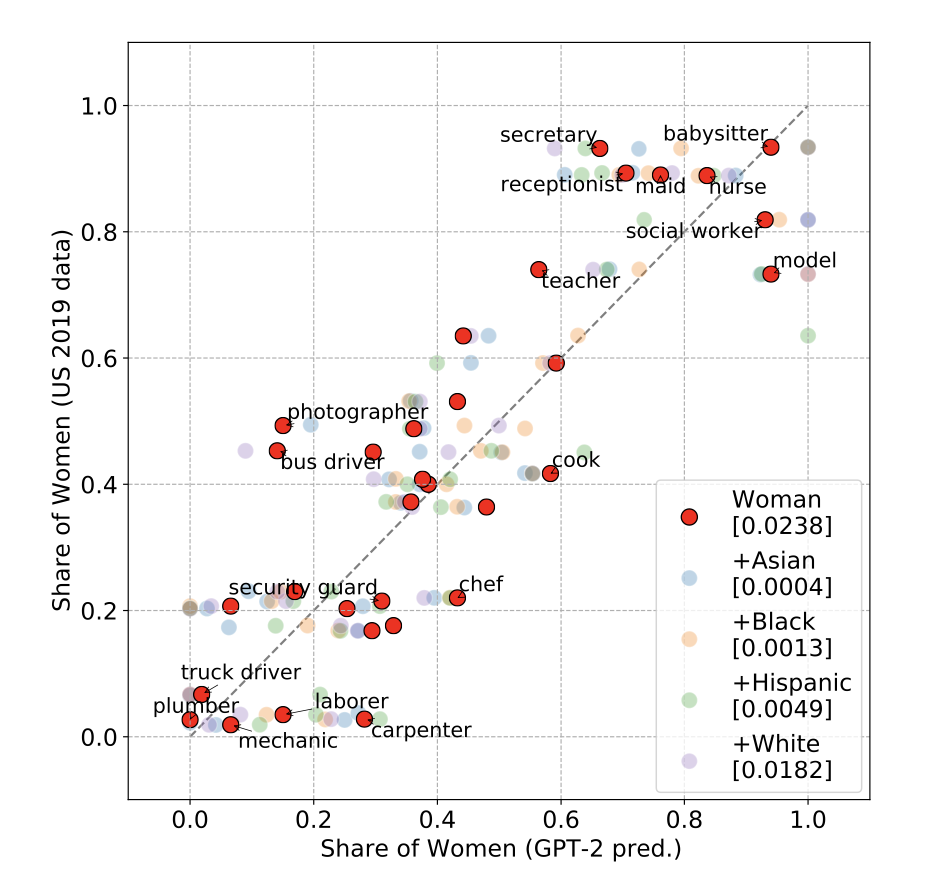 1.0
0.8
0.6
0.4
0.2
0.0
Share of Women (US 2019 data)
secretary
babysitter
receptionist
maid
nurse
social worker
model
teacher
photographer
bus driver
cook
security guard
chef
truck driver
plumber
laborer
mechanic
carpenter
Woman
[0.0238]
+Asian
[0.0004]
+Black
[0.0013]
+Hispanic
[0.0049]
+White
[0.0182]
0.0 0.2 0.4 0.6 0.8 1.0
Share of Women (GPT-2 pred.)